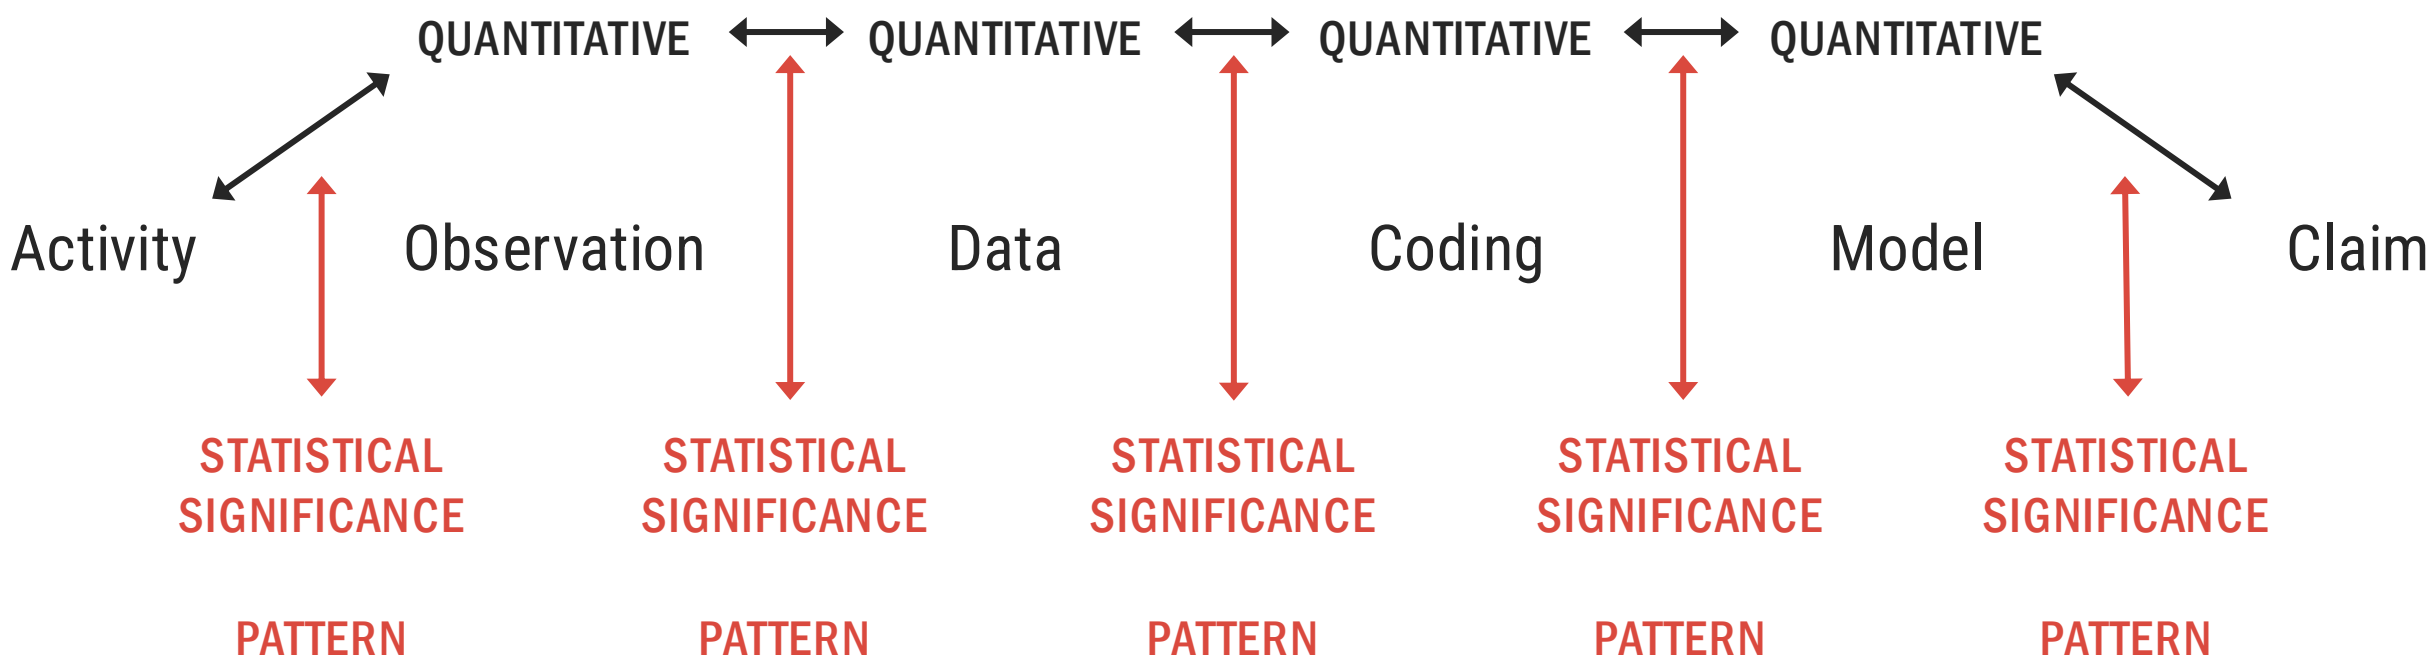 QUANTITATIVE QUANTITATIVE QUANTITATIVE QUANTITATIVE
Activity Observation Data Coding Model Claim
STATISTICAL STATISTICAL STATISTICAL STATISTICAL STATISTICAL
SIGNIFICANCE SIGNIFICANCE SIGNIFICANCE SIGNIFICANCE SIGNIFICANCE
PATTERN PATTERN PATTERN PATTERN PATTERN